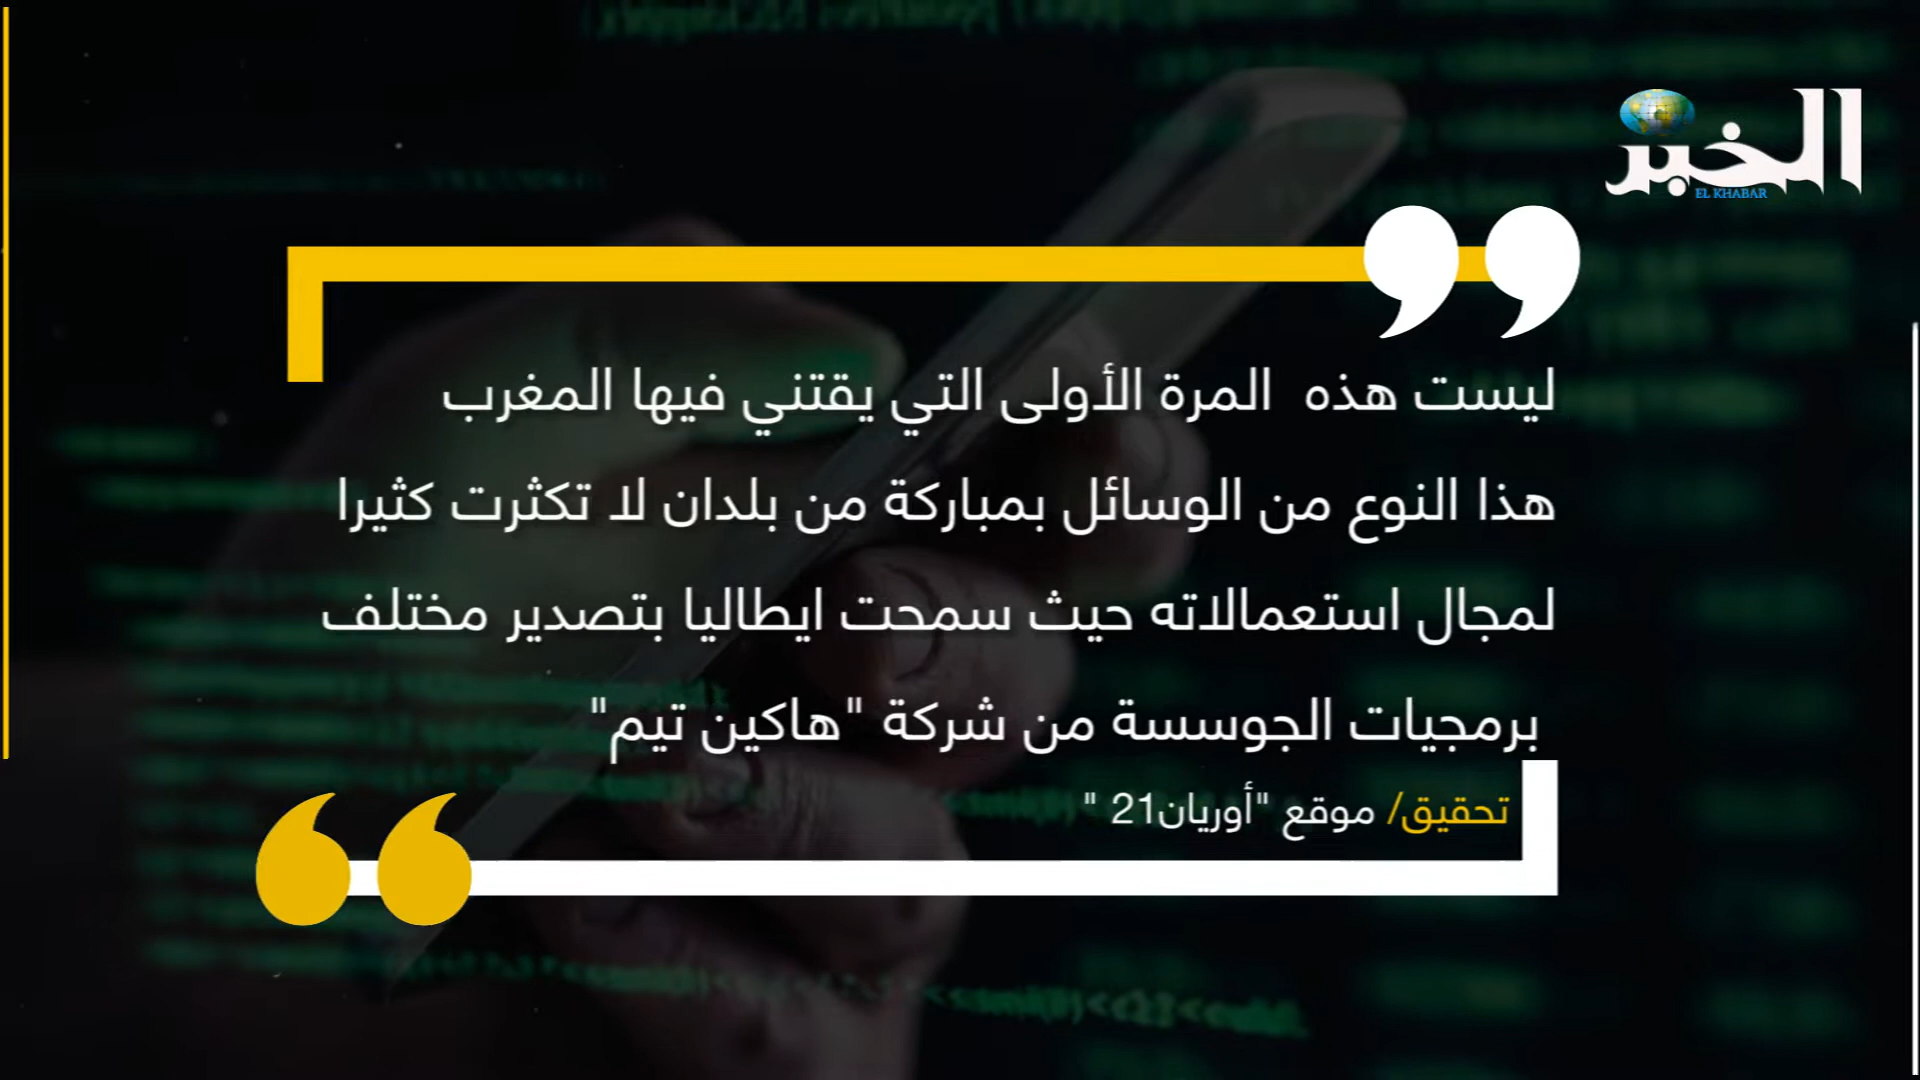 الخبر
EL KHABAR
ليست هذه المرة الأولى التي يقتني فيها المغرب
هذا النوع من الوسائل بمباركة من بلدان لا تكثرت كثيرا
لمجال استعمالاته حيث سمحت ايطاليا بتصدير مختلف
برمجيات الجوسسة من شركة "هاكين تيم"
تحقيق/ موقع "أوريان21 "